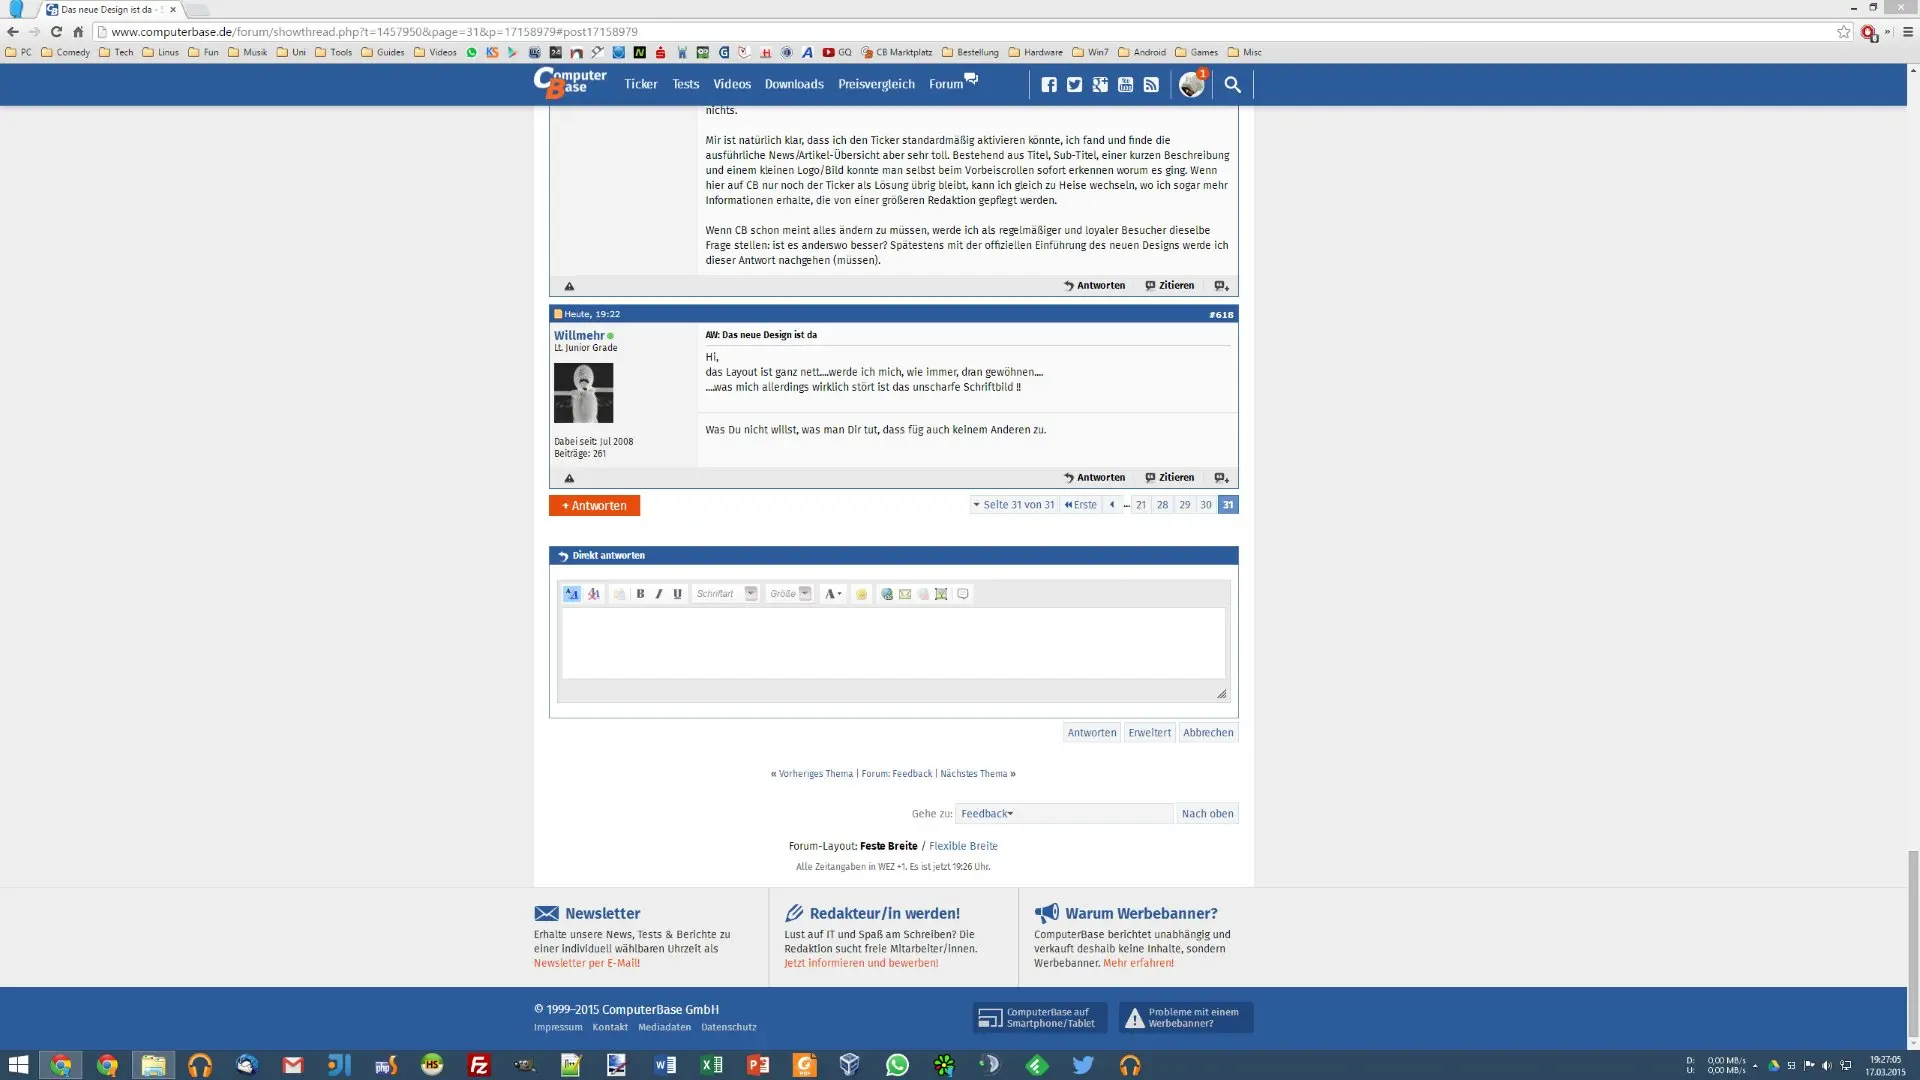 Das neue Design ist da - S
www.computerbase.de/forum/showthread.php?t=1457950&page=31&p=17158979#post17158979
PC Comedy Tech Linus Fun Musik Uni Tools Guides Videos GQ CB Marktplatz Bestellung Hardware Win7 Android Games Misc
ComputerBase Ticker Tests Videos Downloads Preisvergleich Forum 1
nichts.
Mir ist natürlich klar, dass ich den Ticker standardmäßig aktivieren könnte, ich fand und finde die
ausführliche News/Artikel-Übersicht aber sehr toll. Bestehend aus Titel, Sub-Titel, einer kurzen Beschreibung
und einem kleinen Logo/Bild konnte man selbst beim Vorbeiscrollen sofort erkennen worum es ging. Wenn
hier auf CB nur noch der Ticker als Lösung übrig bleibt, kann ich gleich zu Heise wechseln, wo ich sogar mehr
Informationen erhalte, die von einer größeren Redaktion gepflegt werden.
Wenn CB schon meint alles ändern zu müssen, werde ich als regelmäßiger und loyaler Besucher dieselbe
Frage stellen: ist es anderswo besser? Spätestens mit der offiziellen Einführung des neuen Designs werde ich
dieser Antwort nachgehen (müssen).
Antworten Zitieren
Heute, 19:22 #618
Willmehr
Lt. Junior Grade
Dabei seit: Jul 2008
Beiträge: 261
AW: Das neue Design ist da
Hi,
das Layout ist ganz nett....werde ich mich, wie immer, dran gewöhnen....
....was mich allerdings wirklich stört ist das unscharfe Schriftbild !!
Was Du nicht willst, was man Dir tut, dass füg auch keinem Anderen zu.
Antworten Zitieren
+ Antworten Seite 31 von 31 Erste ... 21 28 29 30 31
Direkt antworten
B I U Schriftart Größe A
Antworten Erweitert Abbrechen
« Vorheriges Thema | Forum: Feedback | Nächstes Thema »
Gehe zu: Feedback Nach oben
Forum-Layout: Feste Breite / Flexible Breite
Alle Zeitangaben in WEZ +1. Es ist jetzt 19:26 Uhr.
Newsletter
Erhalte unsere News, Tests & Berichte zu
einer individuell wählbaren Uhrzeit als
Newsletter per E-Mail!
Redakteur/in werden!
Lust auf IT und Spaß am Schreiben? Die
Redaktion sucht freie Mitarbeiter/innen.
Jetzt informieren und bewerben!
Warum Werbebanner?
ComputerBase berichtet unabhängig und
verkauft deshalb keine Inhalte, sondern
Werbebanner. Mehr erfahren!
© 1999–2015 ComputerBase GmbH
Impressum Kontakt Mediadaten Datenschutz
ComputerBase auf
Smartphone/Tablet
Probleme mit einem
Werbebanner?
D: 0,00 MB/s
U: 0,00 MB/s
53
19:27:05
17.03.2015